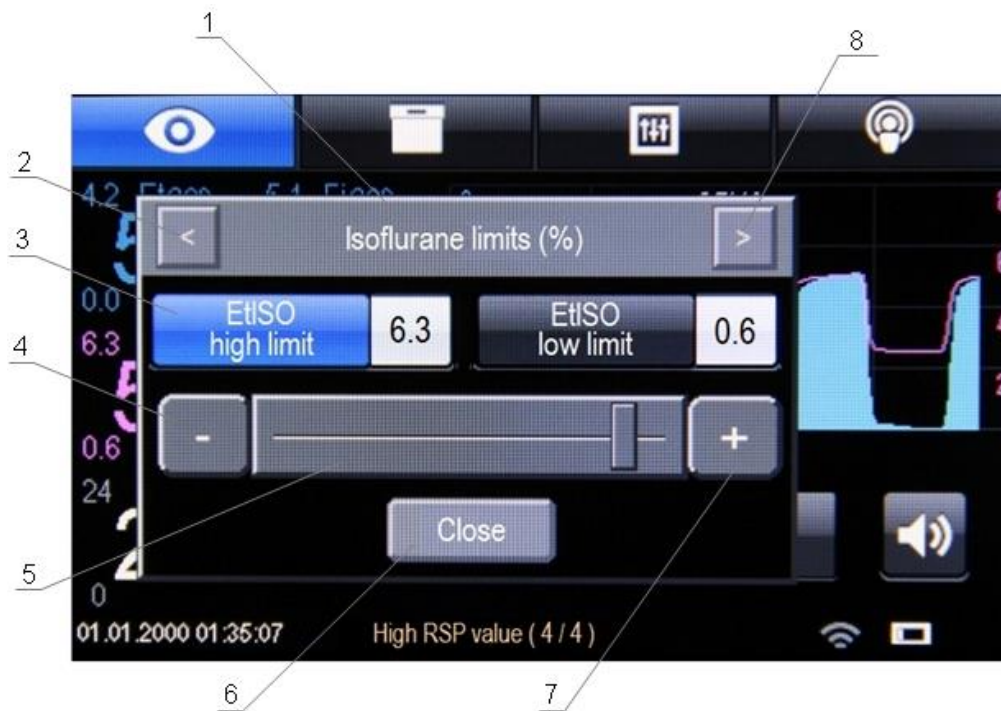 1
8
2
3
4
5
6
7
4.2
5.1
< Isoflurane limits (%) >
0.0
EtISO
high limit
6.3
EtISO
low limit
0.6
6.3
0.6
- +
24
Close
0
01.01.2000 01:35:07 High RSP value ( 4 / 4 )